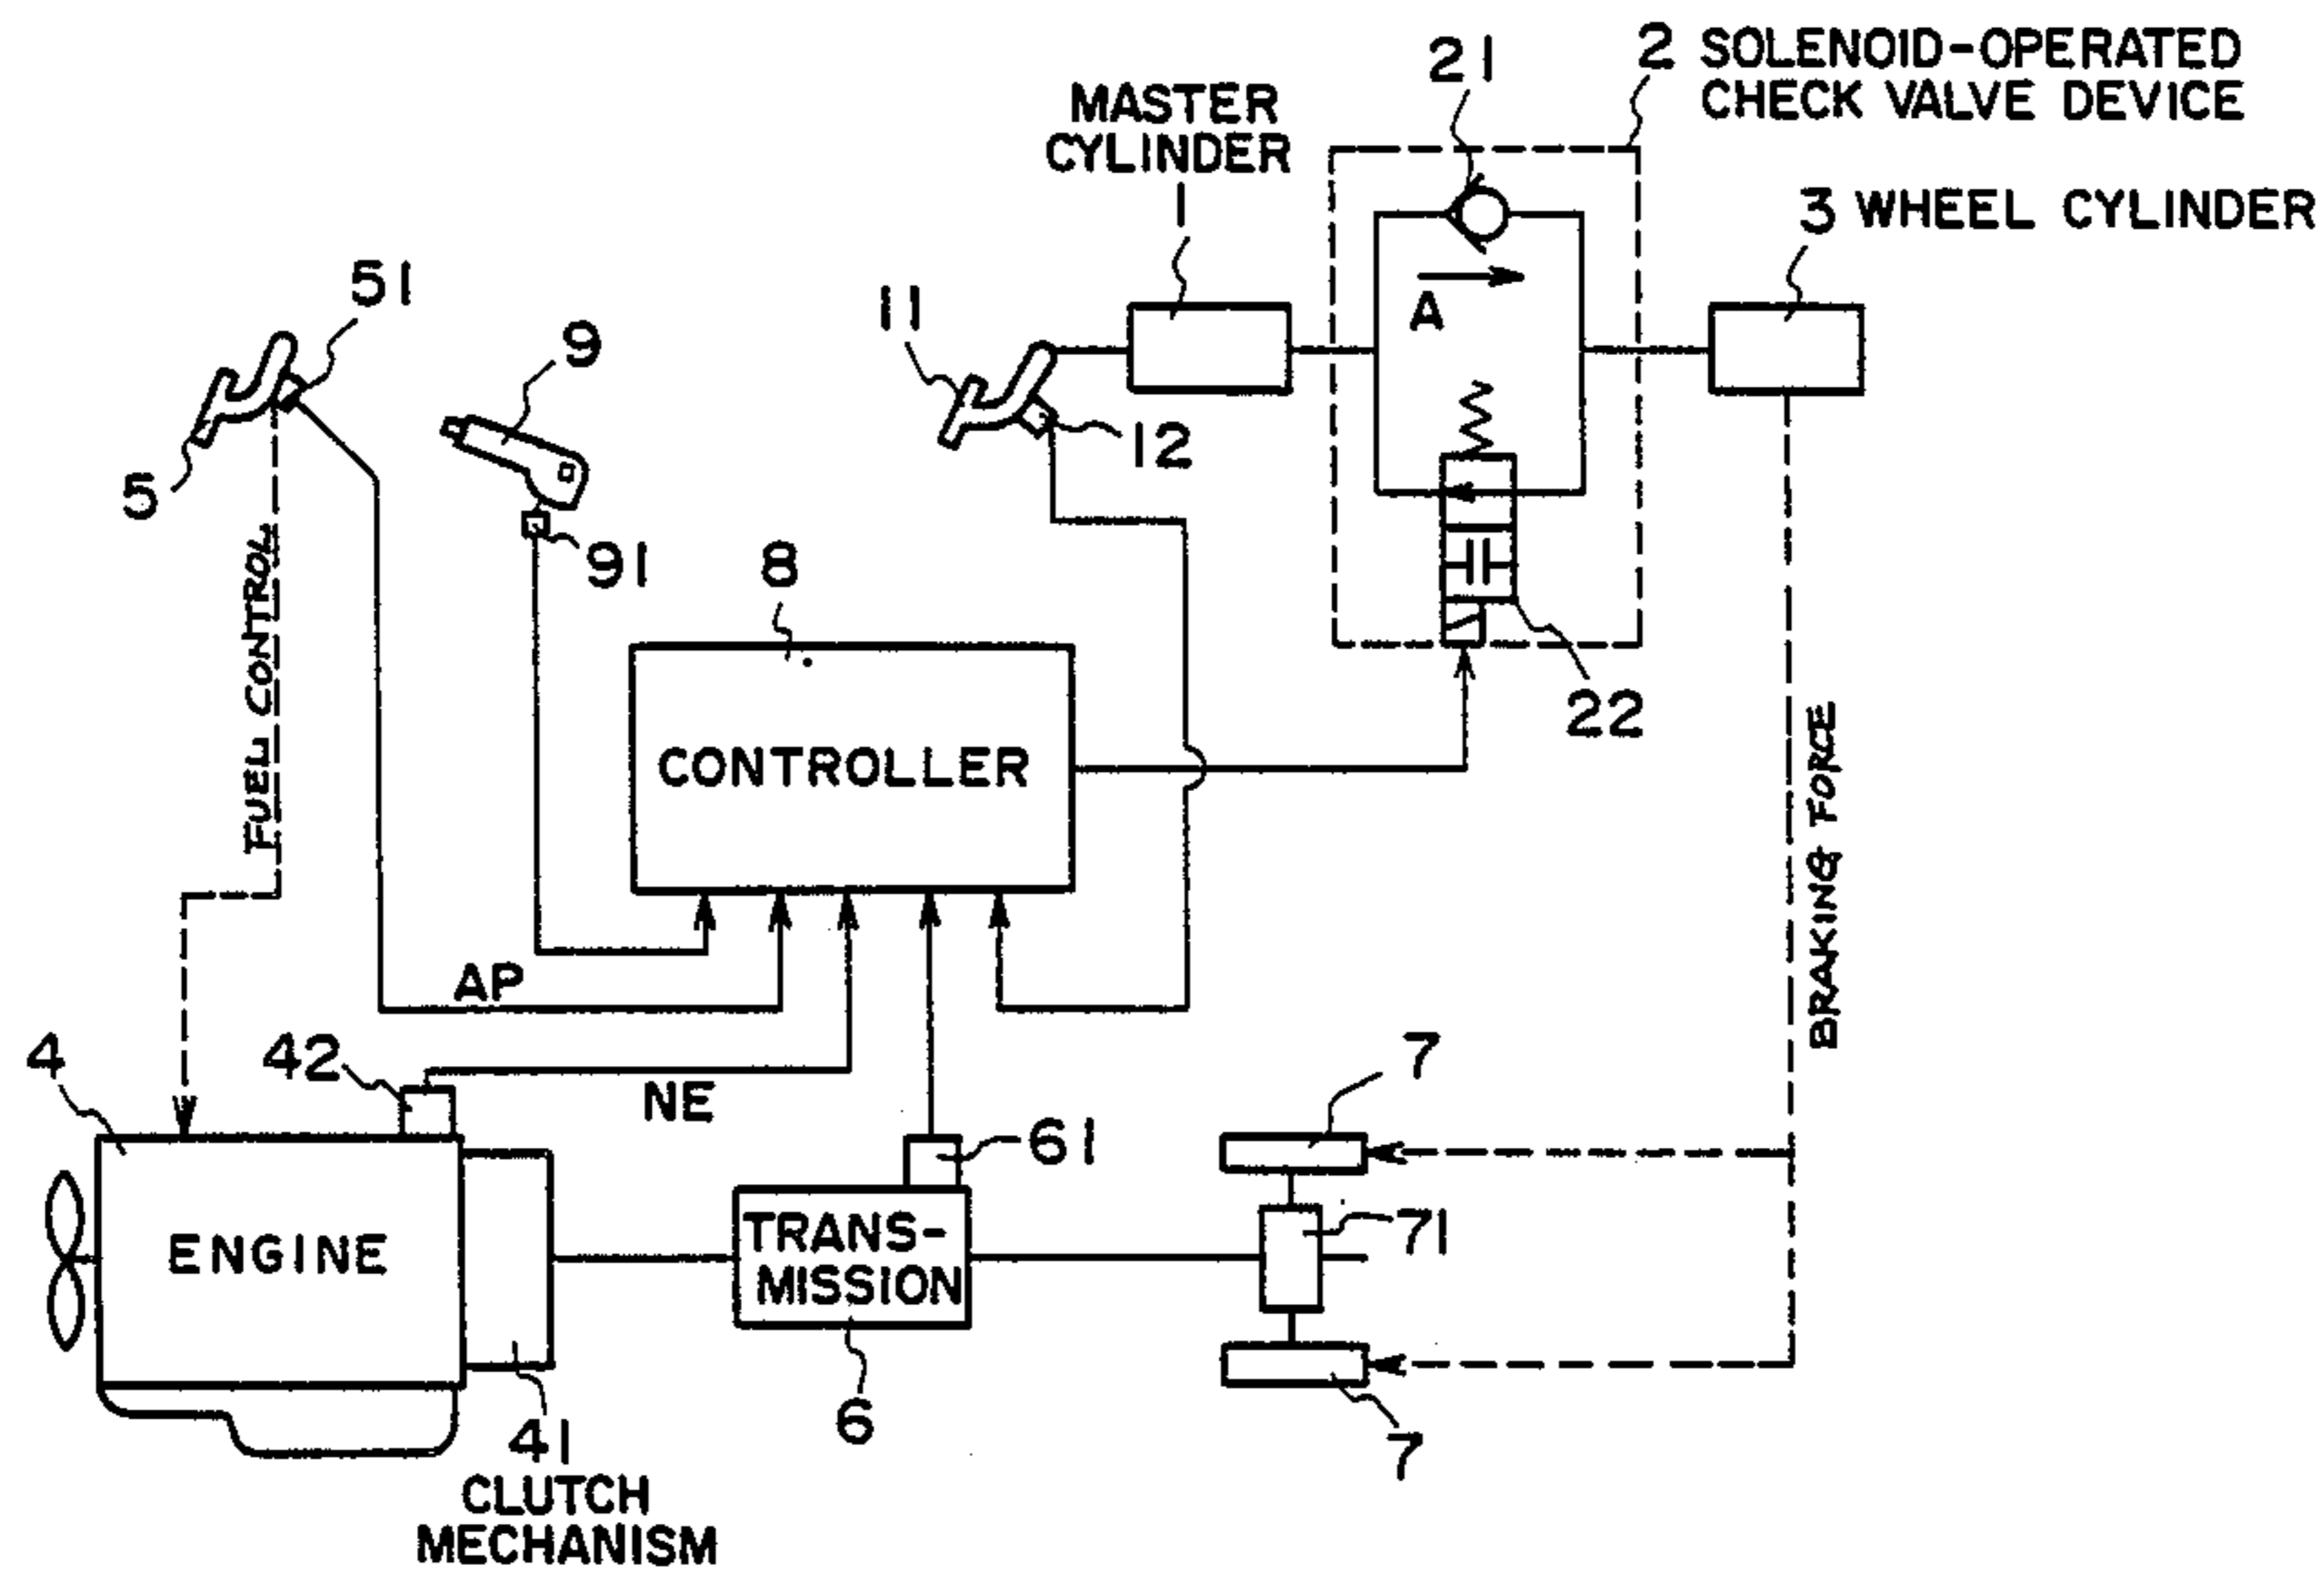 2 SOLENOID-OPERATED
CHECK VALVE DEVICE
21
MASTER
CYLINDER
1
3 WHEEL CYLINDER
51
9
11
A
12
5
91
8
22
FUEL CONTROL
CONTROLLER
BRAKING FORCE
AP
4
42
NE
7
61
ENGINE
TRANS-
MISSION
71
6
41
CLUTCH
MECHANISM
7